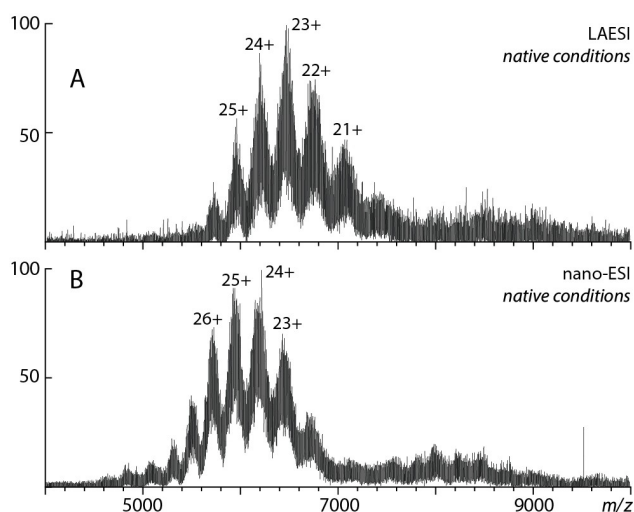 100
23+
LAESI
24+
native conditions
A
22+
25+
21+
50
100
B
24+
nano-ESI
25+
native conditions
26+
23+
50
5000 7000 9000 m/z